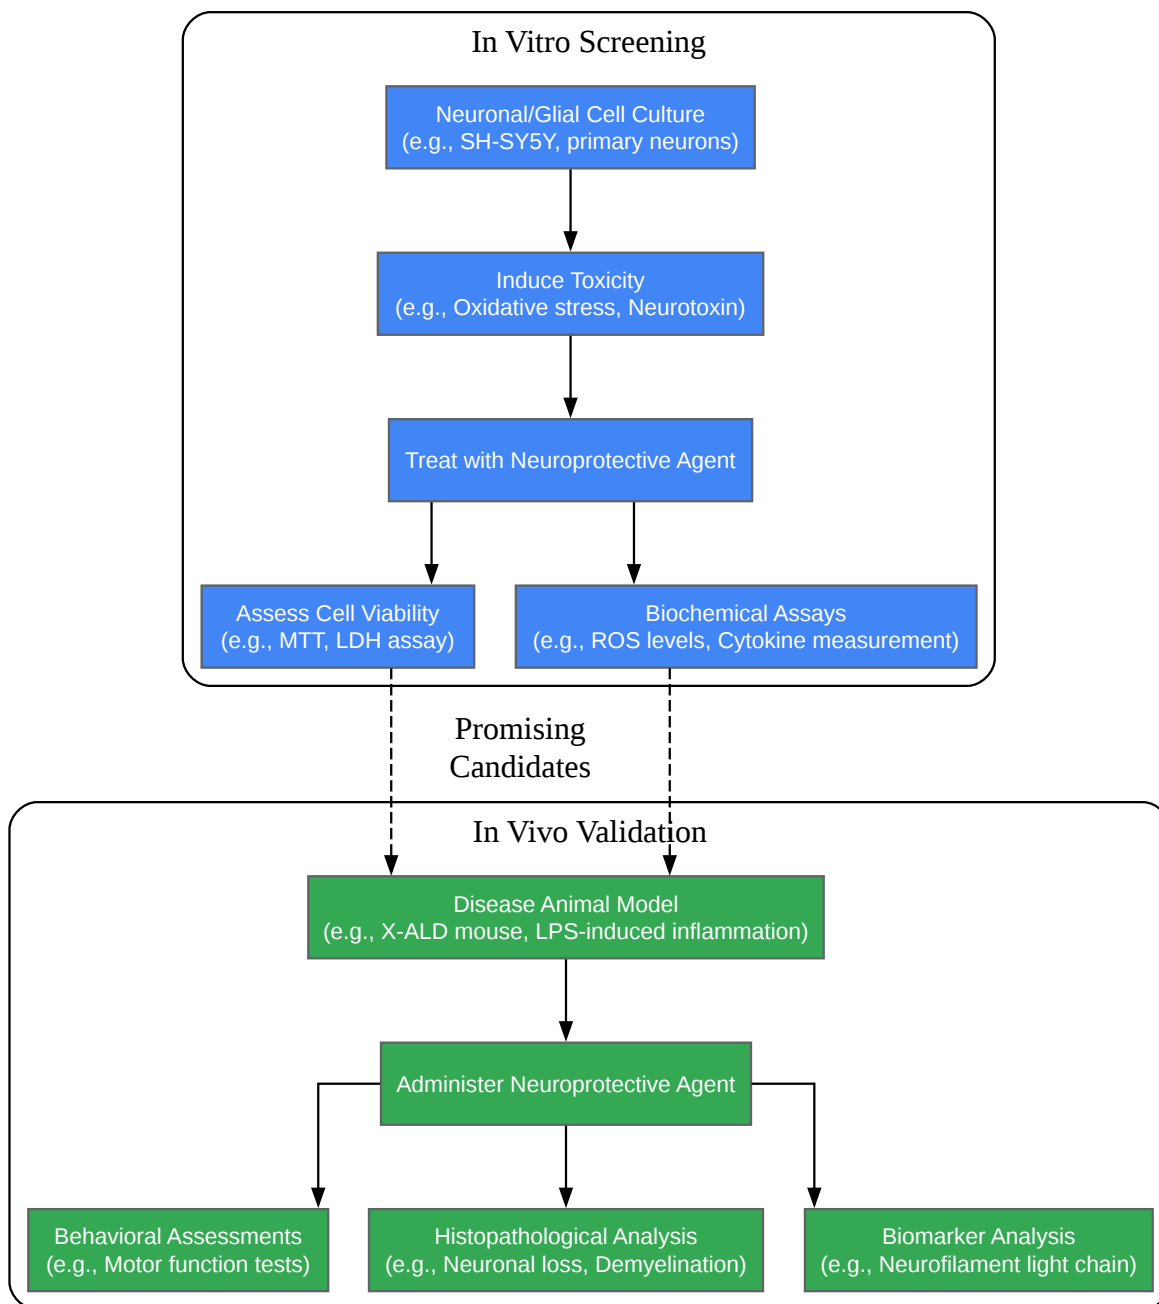 In Vitro Screening
Neuronal/Glial Cell Culture
(e.g., SH-SY5Y, primary neurons)
Induce Toxicity
(e.g., Oxidative stress, Neurotoxin)
Treat with Neuroprotective Agent
Assess Cell Viability
(e.g., MTT, LDH assay)
Biochemical Assays
(e.g., ROS levels, Cytokine measurement)
Promising
Candidates
In Vivo Validation
Disease Animal Model
(e.g., X-ALD mouse, LPS-induced inflammation)
Administer Neuroprotective Agent
Behavioral Assessments
(e.g., Motor function tests)
Histopathological Analysis
(e.g., Neuronal loss, Demyelination)
Biomarker Analysis
(e.g., Neurofilament light chain)